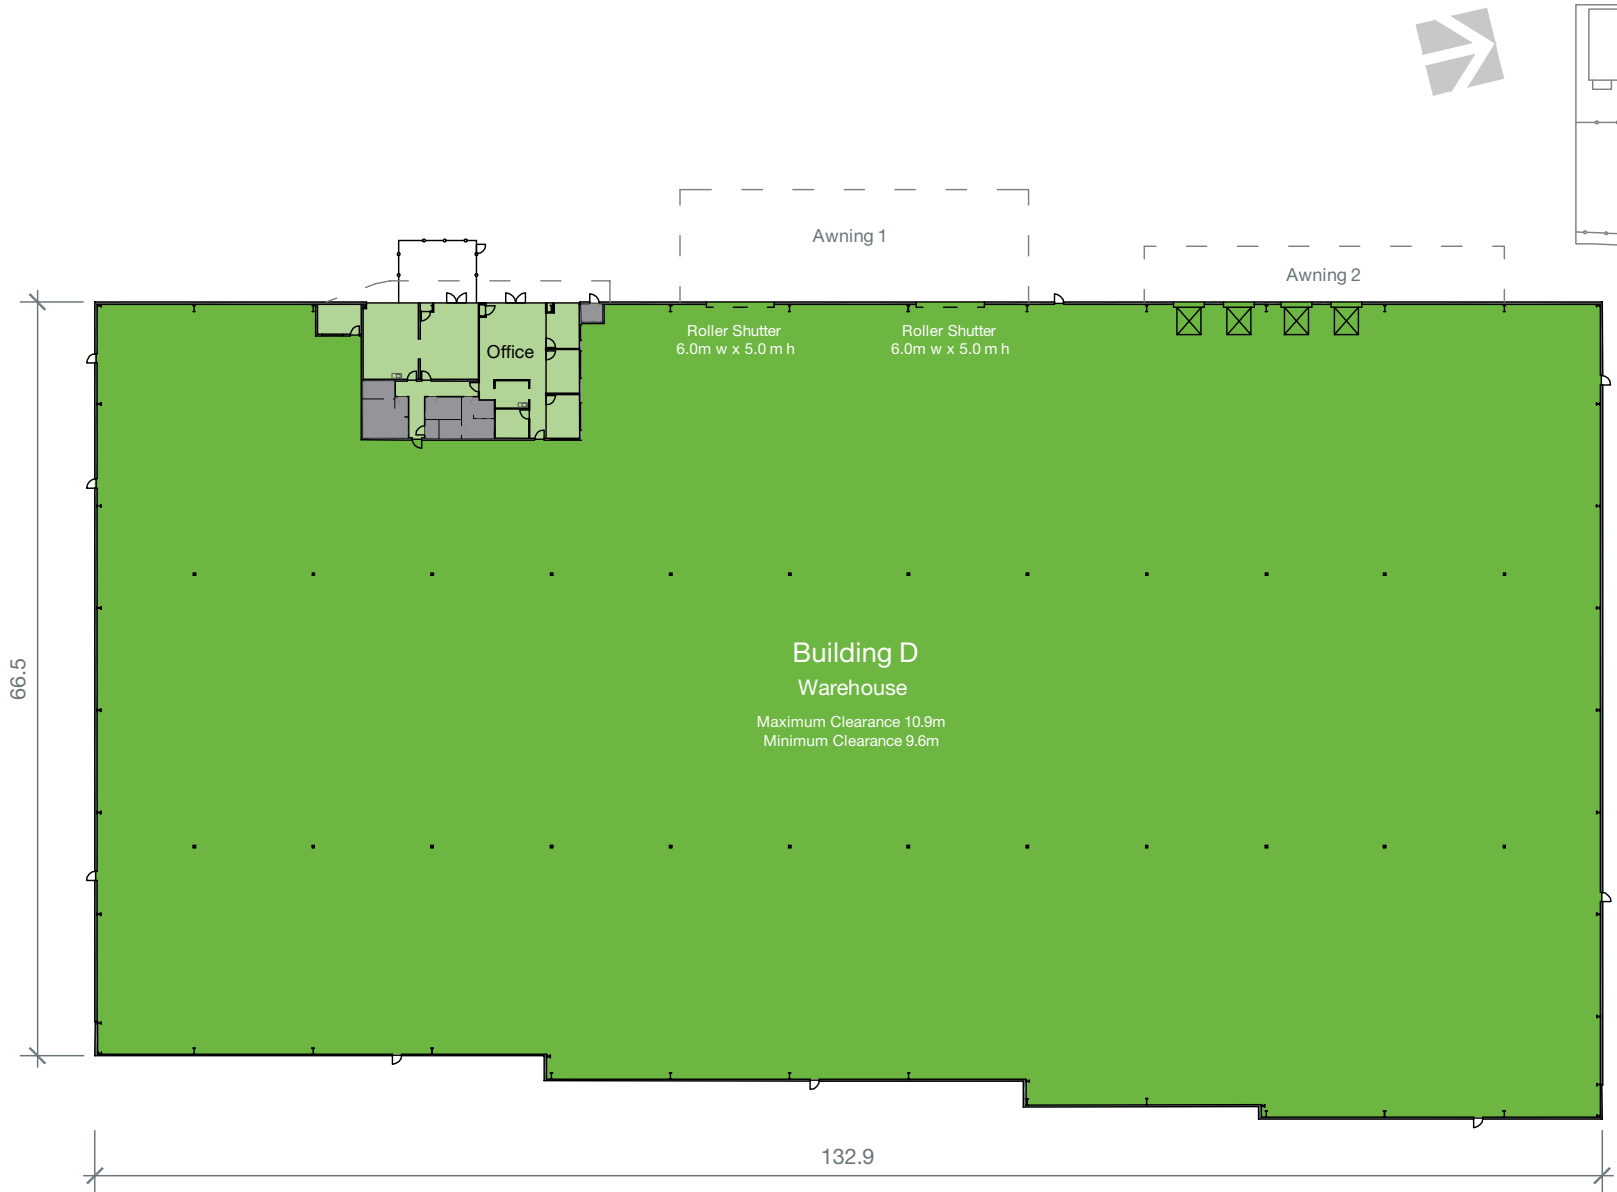 Awning 1
Awning 2
Roller Shutter
6.0m w x 5.0 m h
Roller Shutter
6.0m w x 5.0 m h
Office
66.5
Building D
Warehouse
Maximum Clearance 10.9m
Minimum Clearance 9.6m
132.9